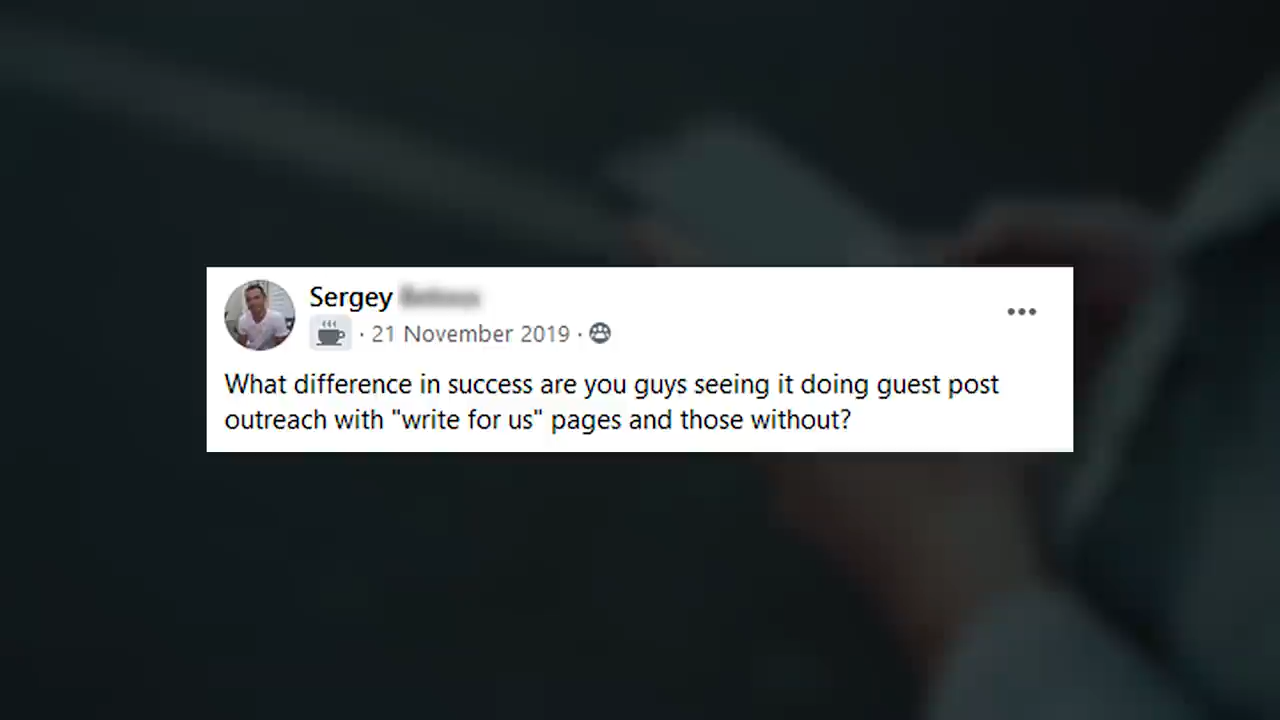 Sergey
· 21 November 2019 ·
What difference in success are you guys seeing it doing guest post
outreach with "write for us" pages and those without?